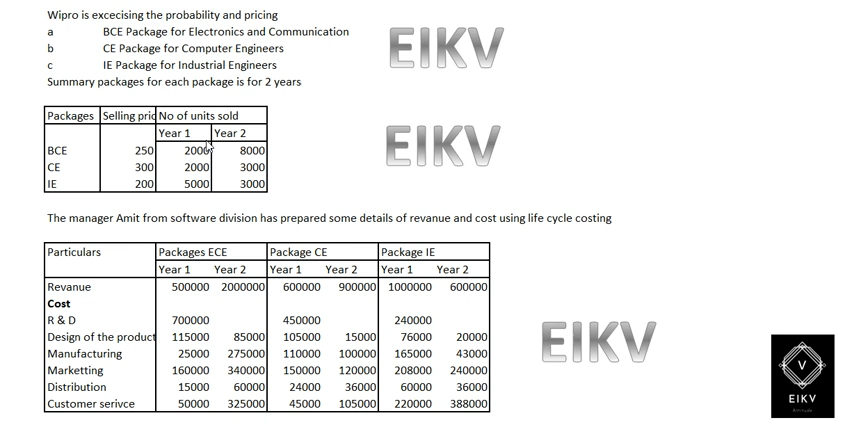 Wipro is excecising the probability and pricing
a BCE Package for Electronics and Communication
b CE Package for Computer Engineers
c IE Package for Industrial Engineers
Summary packages for each package is for 2 years
EIKV
Packages Selling pric No of units sold
Year 1 Year 2
BCE 250 2000 8000
CE 300 2000 3000
IE 200 5000 3000
EIKV
The manager Amit from software division has prepared some details of revanue and cost using life cycle costing
Particulars Packages ECE Package CE Package IE
Year 1 Year 2 Year 1 Year 2 Year 1 Year 2
Revanue 500000 2000000 600000 900000 1000000 600000
Cost
R & D 700000 450000 240000
Design of the product 115000 85000 105000 15000 76000 20000
Manufacturing 25000 275000 110000 100000 165000 43000
Marketting 160000 340000 150000 120000 208000 240000
Distribution 15000 60000 24000 36000 60000 36000
Customer serivce 50000 325000 45000 105000 220000 388000
EIKV
V
EIKV